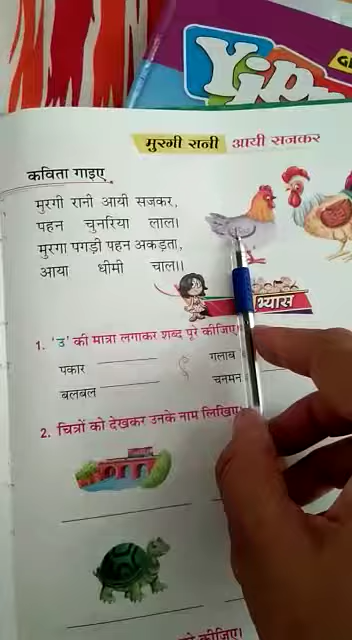 मुरगी रानी आयी सजकर
कविता गाइए
मुरगी रानी आयी सजकर,
पहन चुनरिया लाल।
मुरगा पगड़ी पहन अकड़ता,
आया धीमी चाल।।
1. 'उ' की मात्रा लगाकर शब्द पूरे कीजिए।
पकार गलाब
बलबल चनमन
2. चित्रों को देखकर उनके नाम लिखिए।
कीजिए।